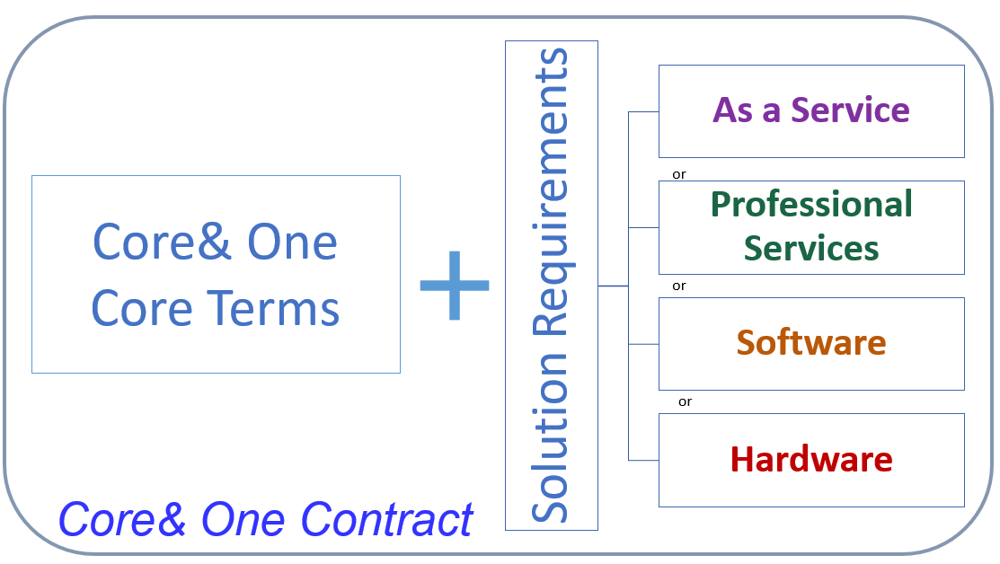 Core& One
Core Terms
Solution Requirements
As a Service
or
Professional
Services
or
Software
or
Hardware
Core& One Contract